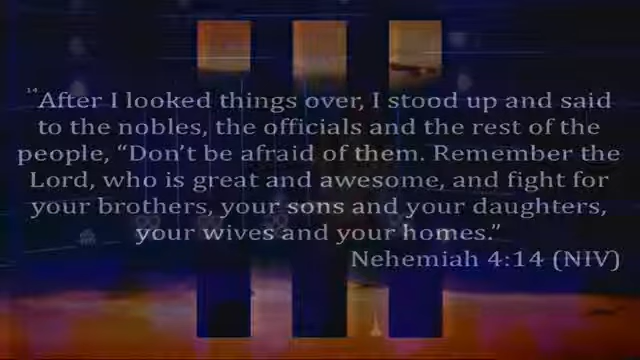 14 After I looked things over, I stood up and said
to the nobles, the officials and the rest of the
people, “Don’t be afraid of them. Remember the
Lord, who is great and awesome, and fight for
your brothers, your sons and your daughters,
your wives and your homes.”
Nehemiah 4:14 (NIV)